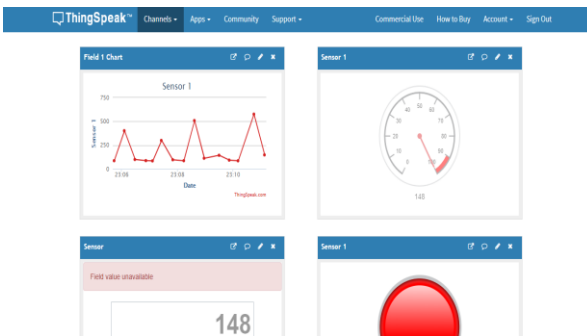 ThingSpeak™ Channels Apps Community Support Commercial Use How to Buy Account Sign Out
Field 1 Chart
Sensor 1
750
500
250
0
Sensor 1
23:06 23:08 23:10
Date
ThingSpeak.com
Sensor 1
0 10 20 30 40 50 60 70 80 90 100
148
Sensor
Field value unavailable
148
Sensor 1